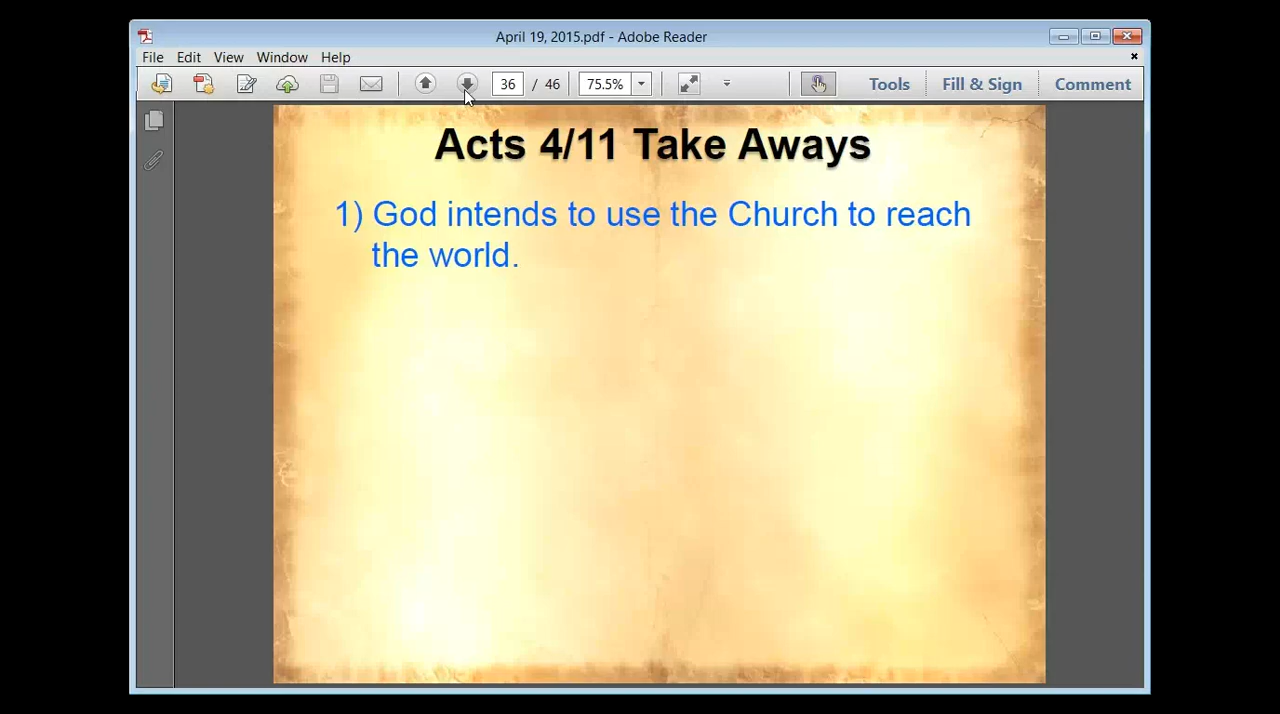 April 19, 2015.pdf - Adobe Reader
File Edit View Window Help
36 / 46 75.5% Tools Fill & Sign Comment
Acts 4/11 Take Aways
1) God intends to use the Church to reach
the world.